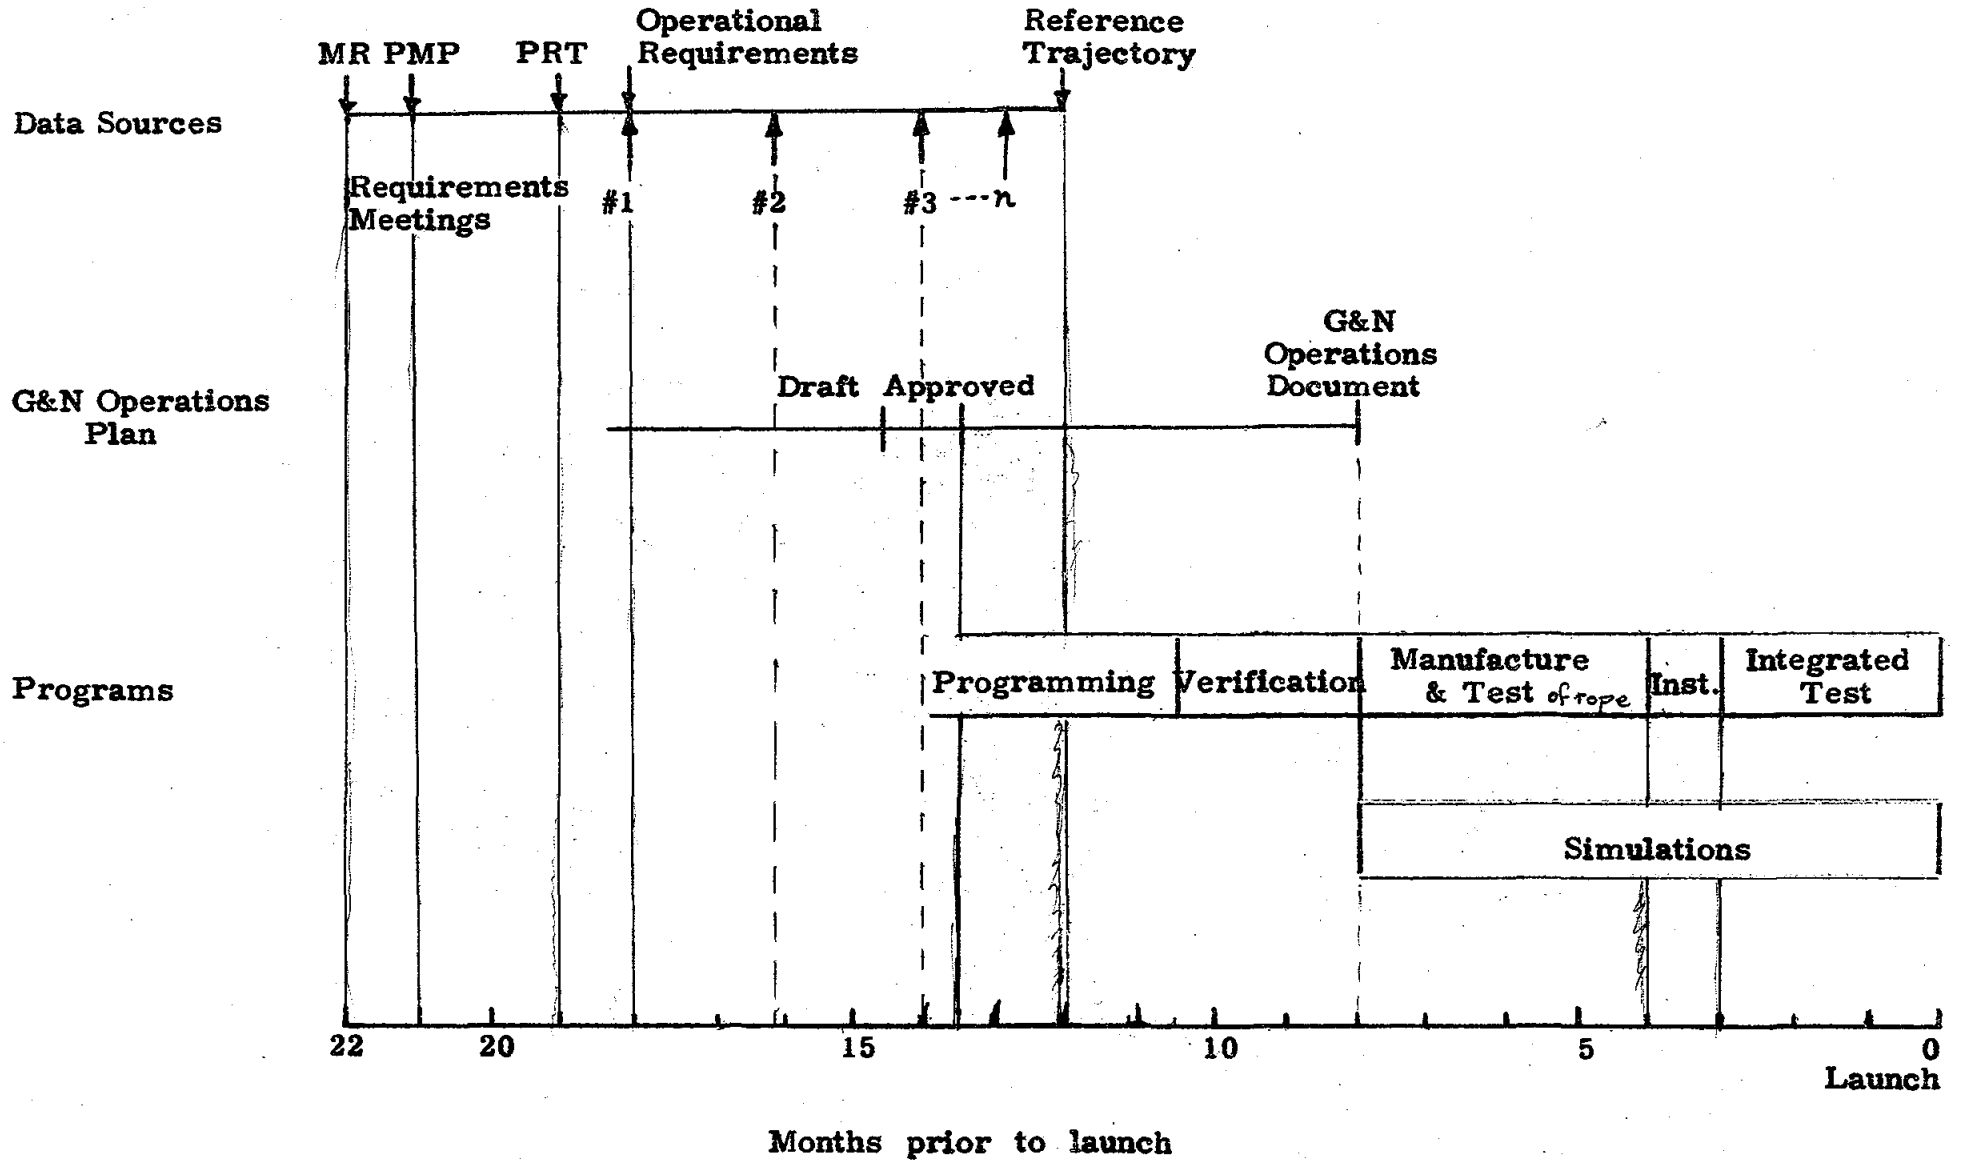 Operational
Requirements
Reference
Trajectory
MR PMP PRT
Data Sources
Requirements
Meetings
#1 #2 #3 ---n
G&N
Operations
Document
Draft Approved
G&N Operations
Plan
Programs
Programming Verification
Manufacture
& Test of rope
Inst.
Integrated
Test
Simulations
22 20 15 10 5 0
Launch
Months prior to launch